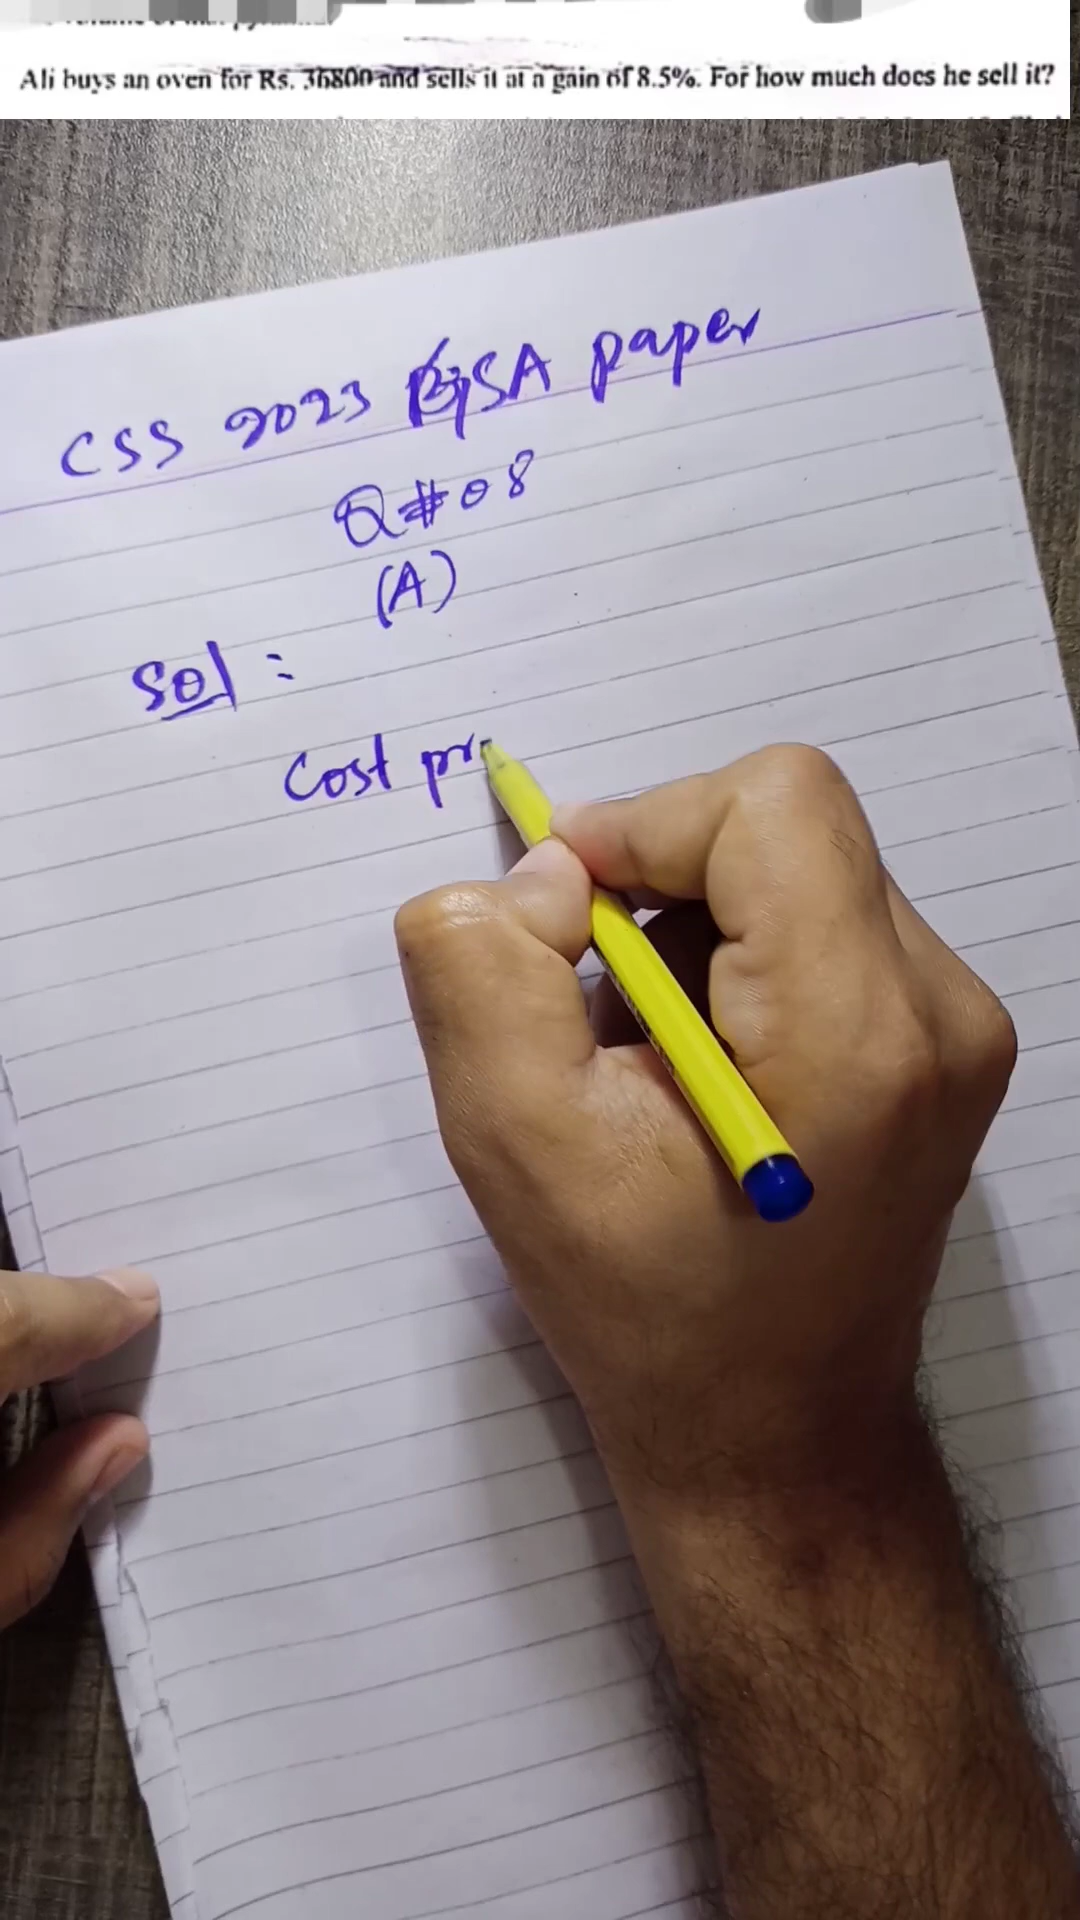 Ali buys an oven for Rs. 36800 and sells it at a gain of 8.5%. For how much does he sell it?
CSS 2023 GSA paper
Q#08
(A)
Sol:
Cost pri